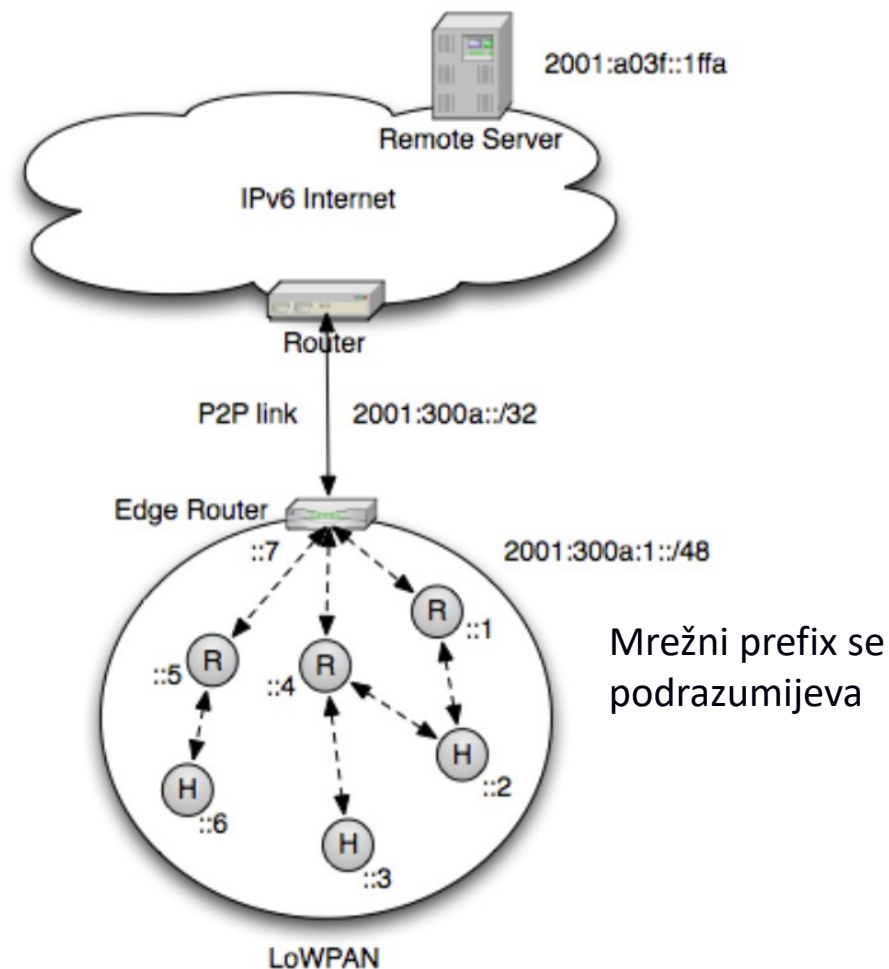 2001:a03f::1ffa
Remote Server
IPv6 Internet
Router
P2P link
2001:300a::/32
Edge Router
::7
2001:300a:1::/48
R
::1
R
::5
R
::4
Mrežni prefix se
podrazumijeva
H
::2
H
::6
H
::3
LoWPAN